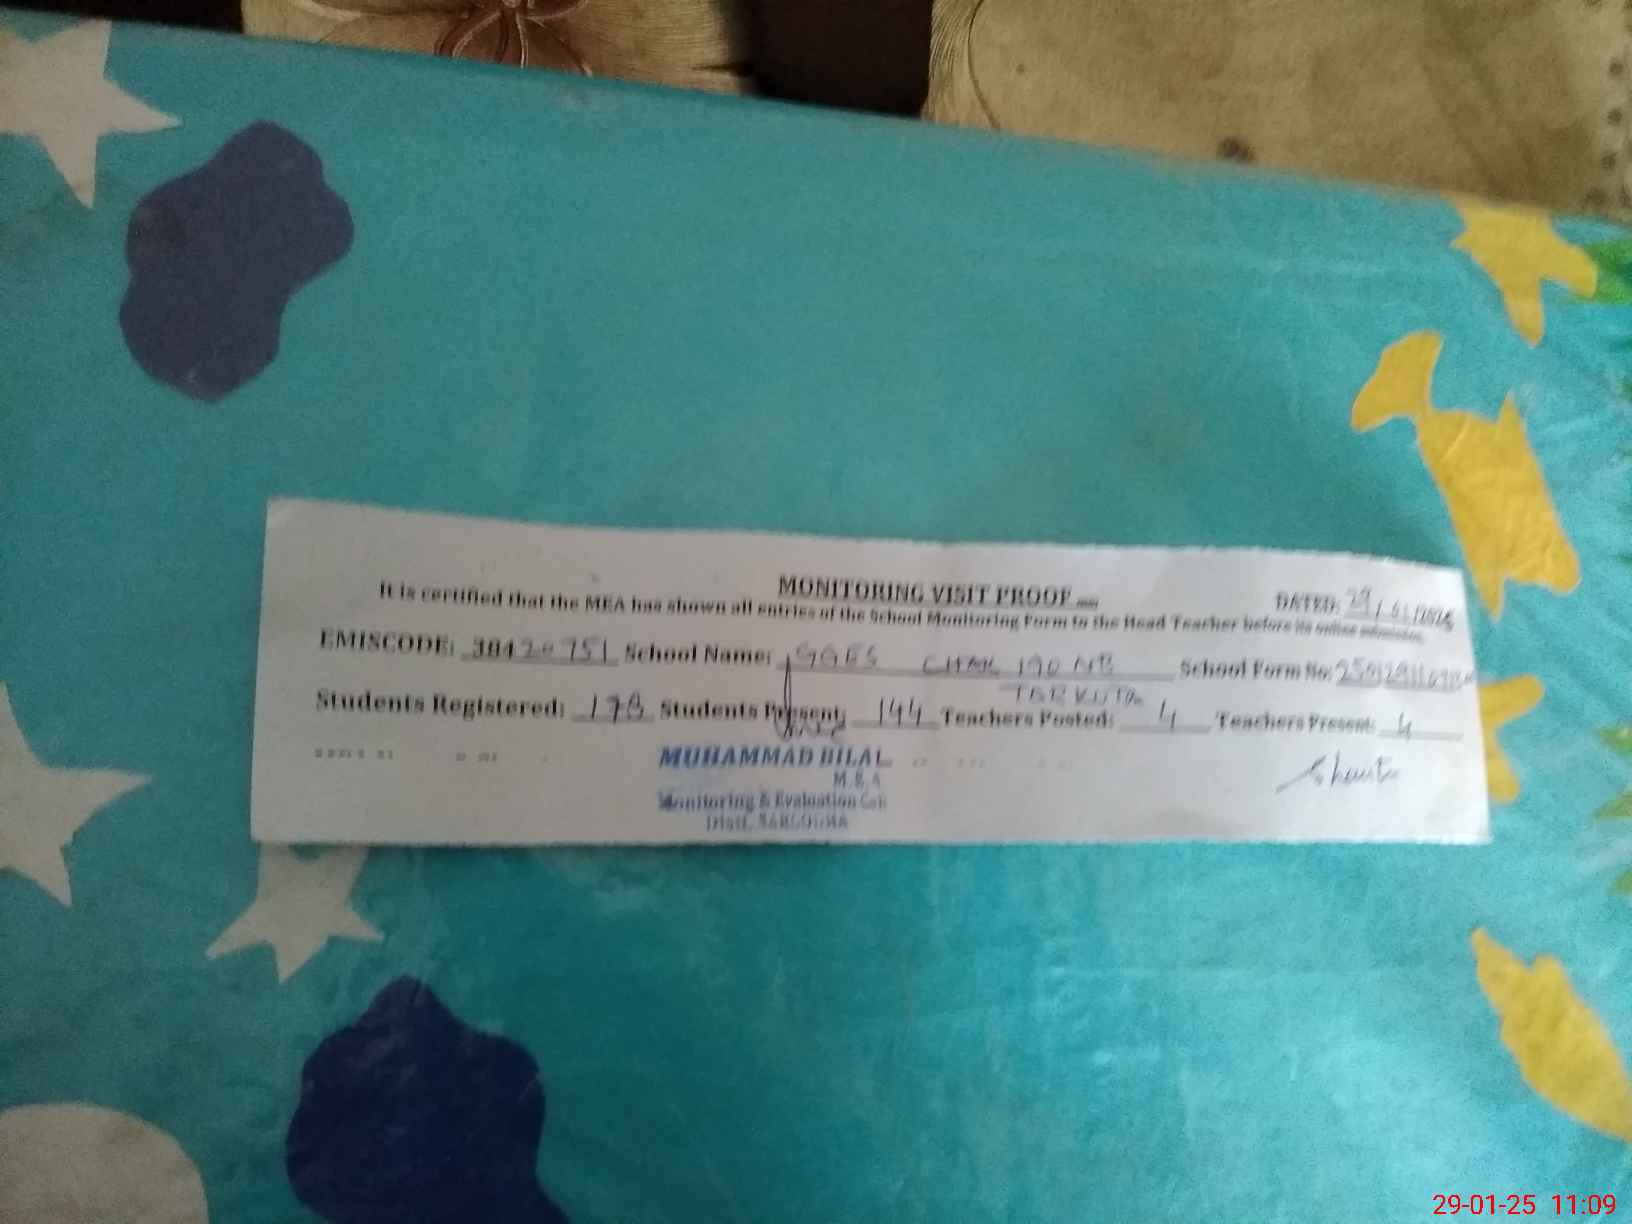 MONITORING VISIT PROOF
DATED: 29/01/2025
It is certified that the MEA has shown all entries of the School Monitoring Form to the Head Teacher before its online submission.
EMISCODE: 38420751 School Name: GGES CHAK 190 NB School Form No:
Students Registered: 178 Students Present: 144 Teachers Posted: 4 Teachers Present: 4
MUHAMMAD BILAL
M.E.A
Monitoring & Evaluation Cell
Distt. SARGODHA
29-01-25 11:09